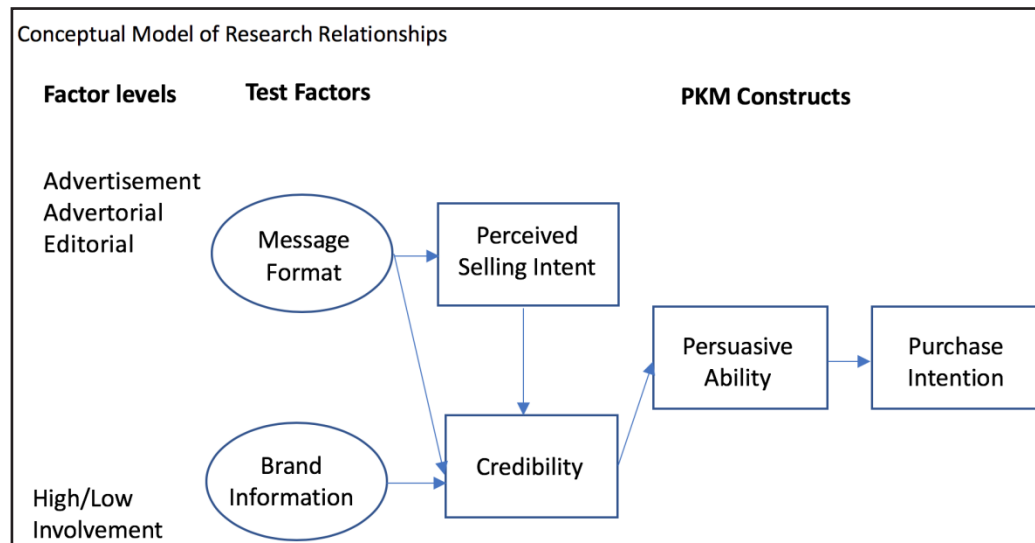 Conceptual Model of Research Relationships
Factor levels
Test Factors
PKM Constructs
Advertisement
Advertorial
Editorial
Message
Format
Perceived
Selling Intent
Persuasive
Ability
Purchase
Intention
Brand
Information
Credibility
High/Low
Involvement